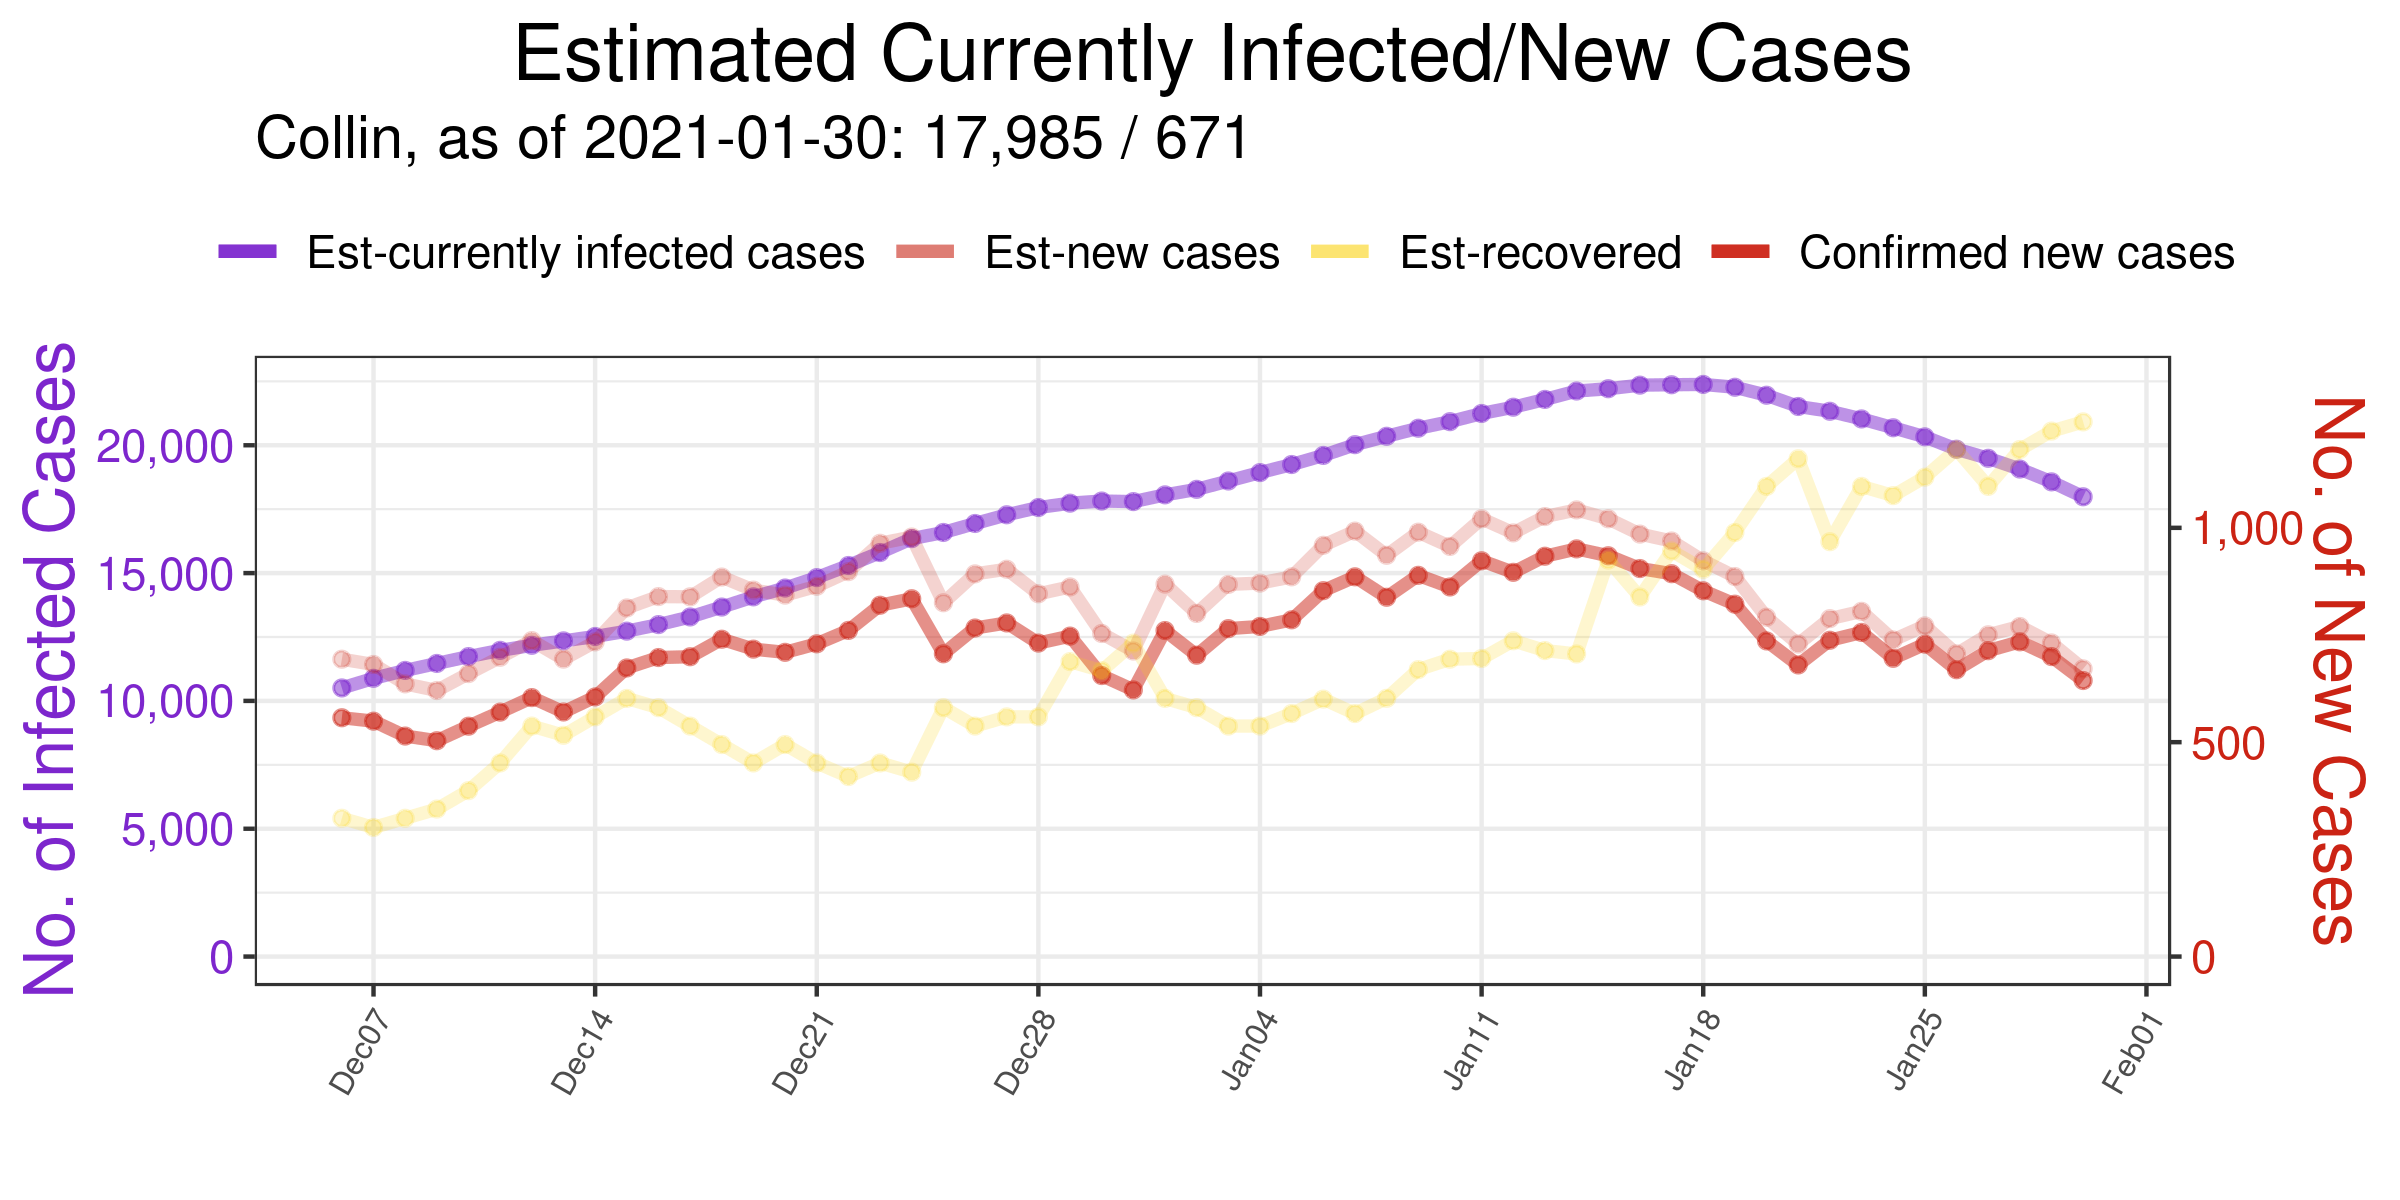 Estimated Currently Infected/New Cases
Collin, as of 2021-01-30: 17,985 / 671
Est-currently infected cases Est-new cases Est-recovered Confirmed new cases
No. of Infected Cases
20,000
15,000
10,000
5,000
0
No. of New Cases
1,000
500
0
Dec07 Dec14 Dec21 Dec28 Jan04 Jan11 Jan18 Jan25 Feb01